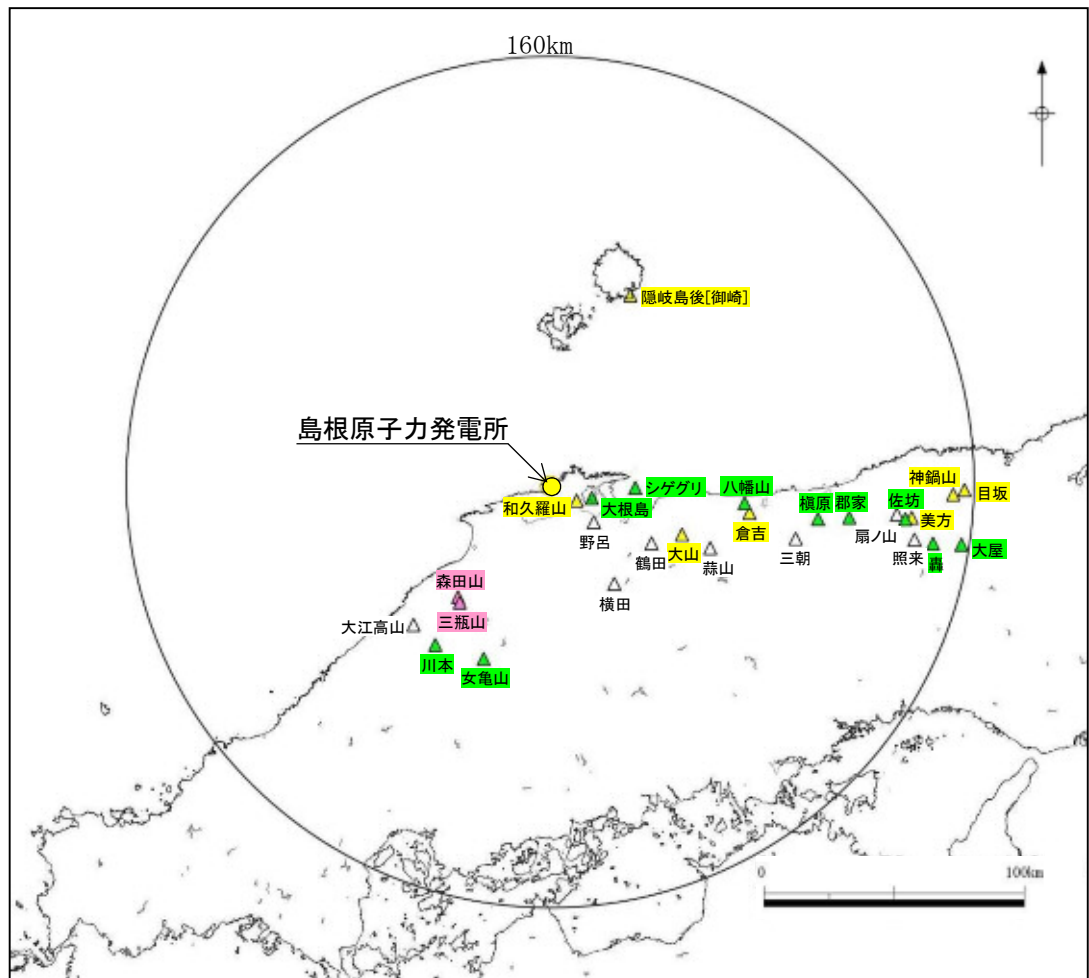 160km
隠岐島後[御崎]
島根原子力発電所
神鍋山
目坂
シゲグリ
八幡山
和久羅山
大根島
槇原
郡家
佐坊
倉吉
美方
野呂
扇ノ山
鶴田
大山
蒜山
三朝
照来
轟
大屋
森田山
横田
三瓶山
大江高山
川本
女亀山
0
100km